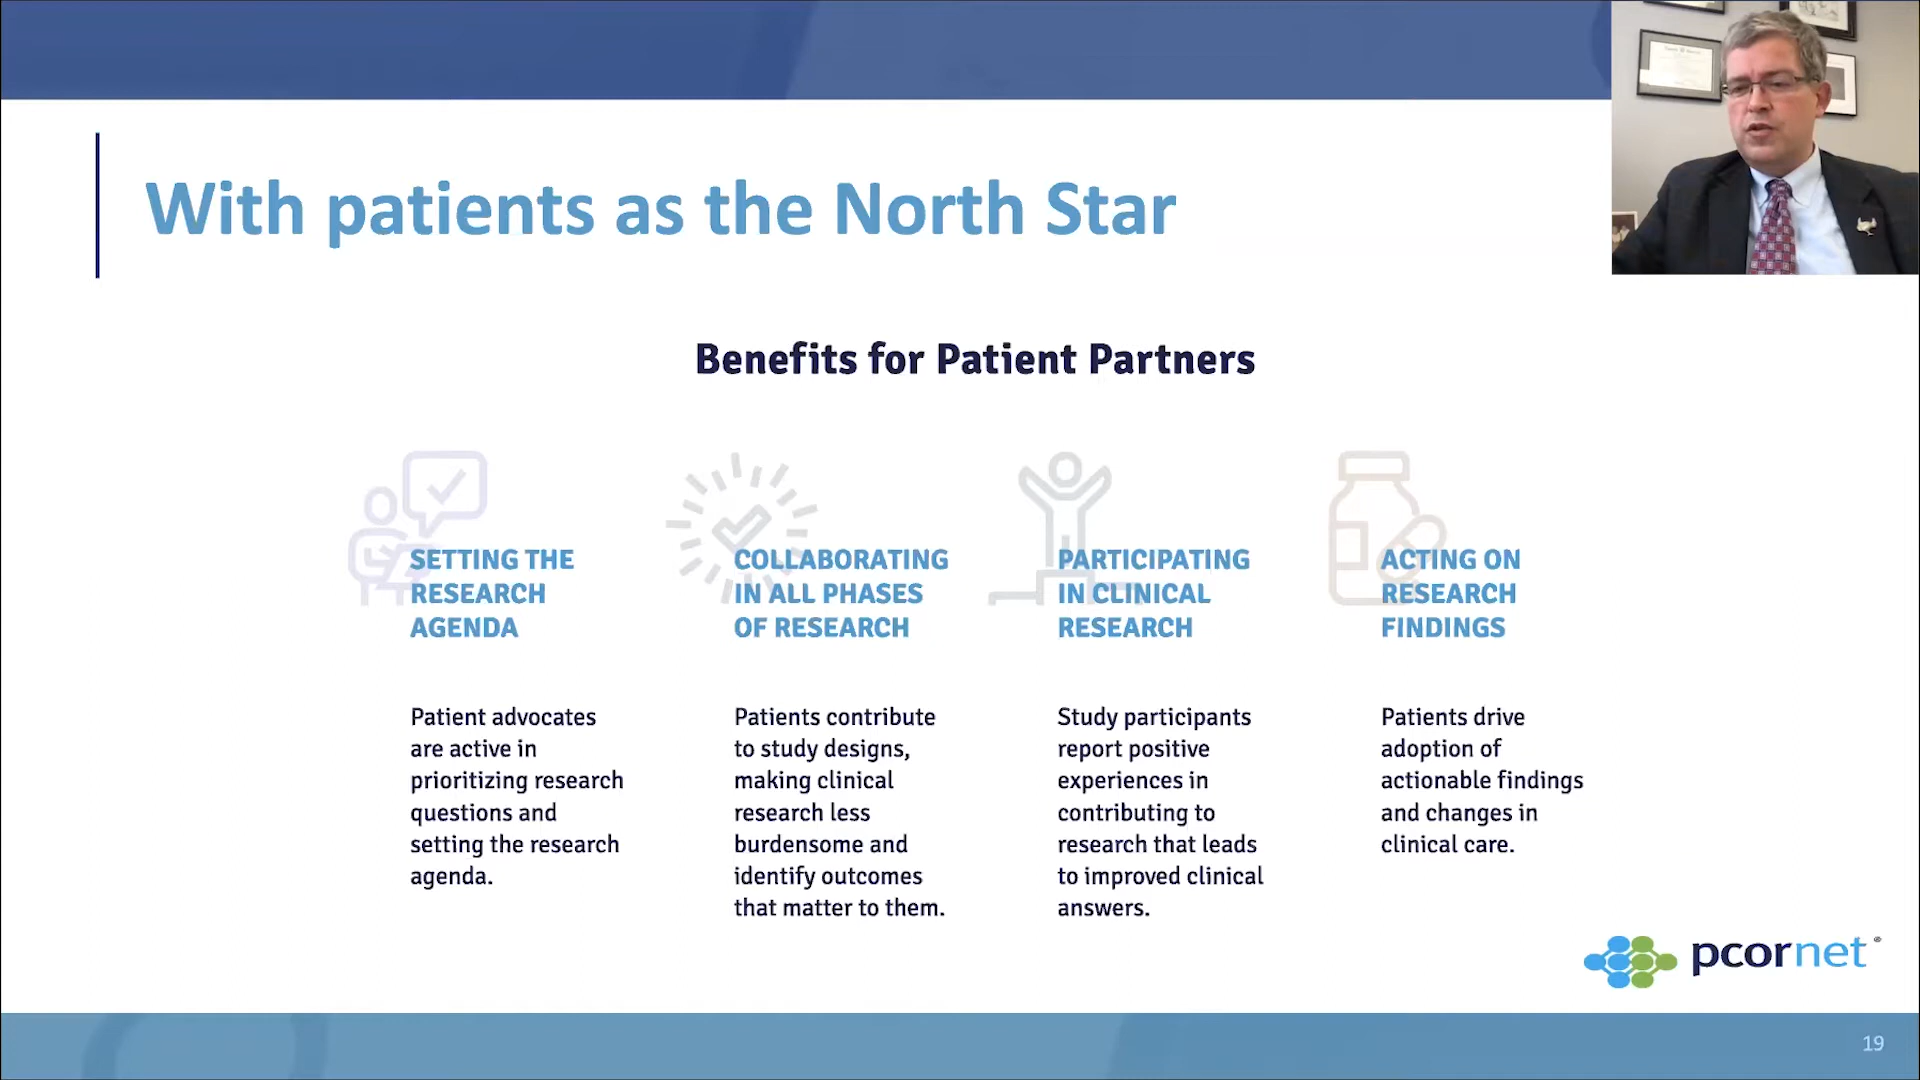 With patients as the North Star
Benefits for Patient Partners
SETTING THE
RESEARCH
AGENDA
Patient advocates
are active in
prioritizing research
questions and
setting the research
agenda.
COLLABORATING
IN ALL PHASES
OF RESEARCH
Patients contribute
to study designs,
making clinical
research less
burdensome and
identify outcomes
that matter to them.
PARTICIPATING
IN CLINICAL
RESEARCH
Study participants
report positive
experiences in
contributing to
research that leads
to improved clinical
answers.
ACTING ON
RESEARCH
FINDINGS
Patients drive
adoption of
actionable findings
and changes in
clinical care.
pcornet®
19